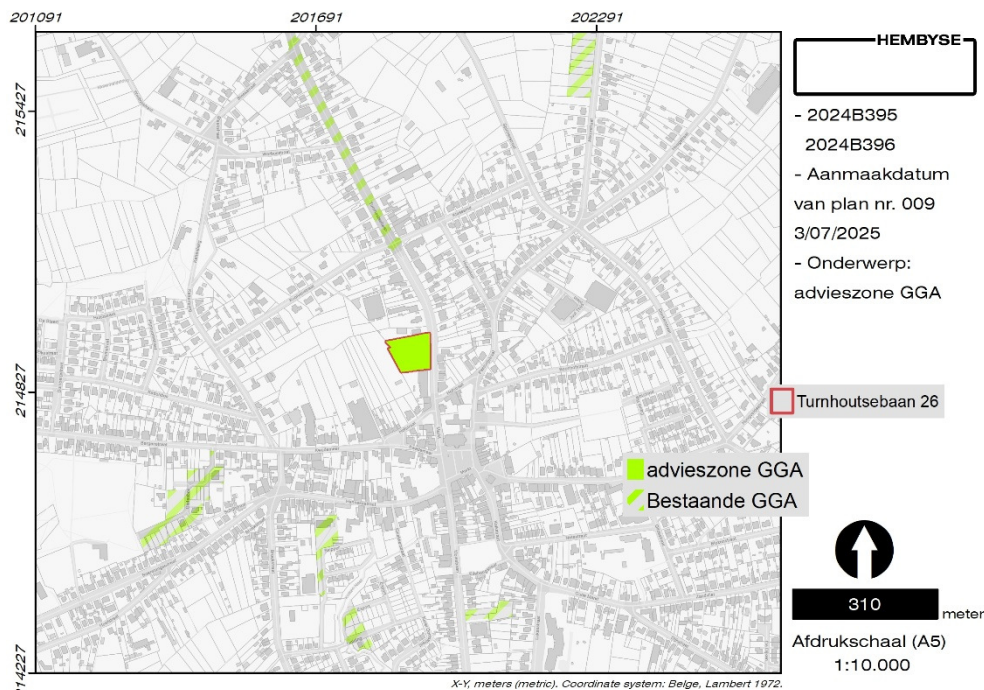 201091
201691
202291
215427
214827
214227
HEMBYSE
- 2024B395
2024B396
- Aanmaakdatum
van plan nr. 009
3/07/2025
- Onderwerp:
advieszone GGA
Turnhoutsebaan 26
advieszone GGA
Bestaande GGA
310
meter
Afdrukschaal (A5)
1:10.000
X-Y, meters (metric). Coordinate system: Belge, Lambert 1972.